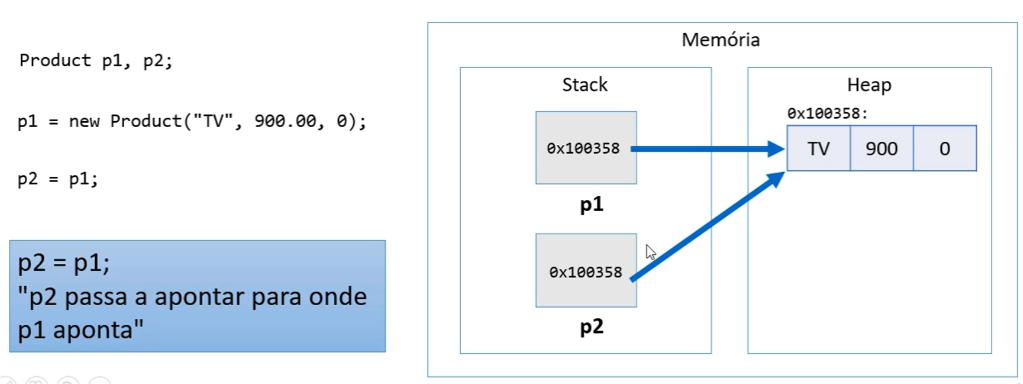 Product p1, p2;
p1 = new Product("TV", 900.00, 0);
p2 = p1;
p2 = p1;
"p2 passa a apontar para onde
p1 aponta"
Memória
Stack
0x100358
p1
0x100358
p2
Heap
0x100358:
TV 900 0